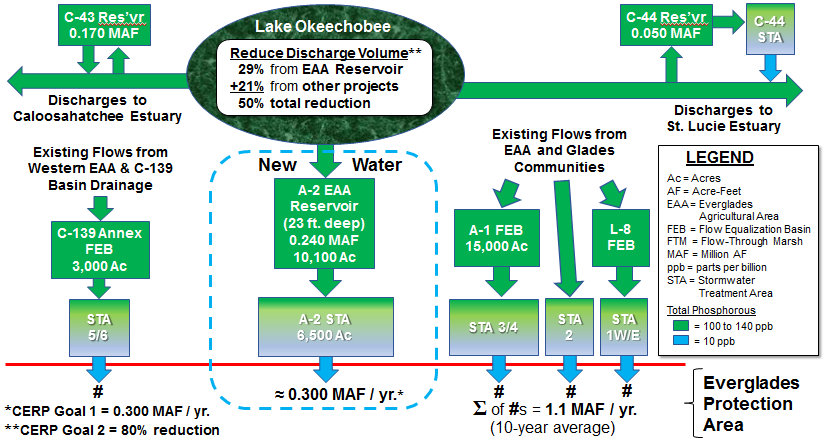 C-43 Res'vr
0.170 MAF
Lake Okeechobee
Reduce Discharge Volume**
29% from EAA Reservoir
+21% from other projects
50% total reduction
C-44 Res'vr
0.050 MAF
C-44
STA
Discharges to
Caloosahatchee Estuary
Discharges to
St. Lucie Estuary
Existing Flows from
Western EAA & C-139
Basin Drainage
New Water
Existing Flows from
EAA and Glades
Communities
C-139 Annex
FEB
3,000 Ac
A-2 EAA
Reservoir
(23 ft. deep)
0.240 MAF
10,100 Ac
A-1 FEB
15,000 Ac
L-8
FEB
STA
5/6
A-2 STA
6,500 Ac
STA 3/4
STA
2
STA
1W/E
LEGEND
Ac = Acres
AF = Acre-Feet
EAA = Everglades
Agricultural Area
FEB = Flow Equalization Basin
FTM = Flow-Through Marsh
MAF = Million AF
ppb = parts per billion
STA = Stormwater
Treatment Area
Total Phosphorous
= 100 to 140 ppb
= 10 ppb
#
≈ 0.300 MAF / yr.*
# # #
*CERP Goal 1 = 0.300 MAF / yr.
**CERP Goal 2 = 80% reduction
Σ of #s = 1.1 MAF / yr.
(10-year average)
Everglades
Protection
Area